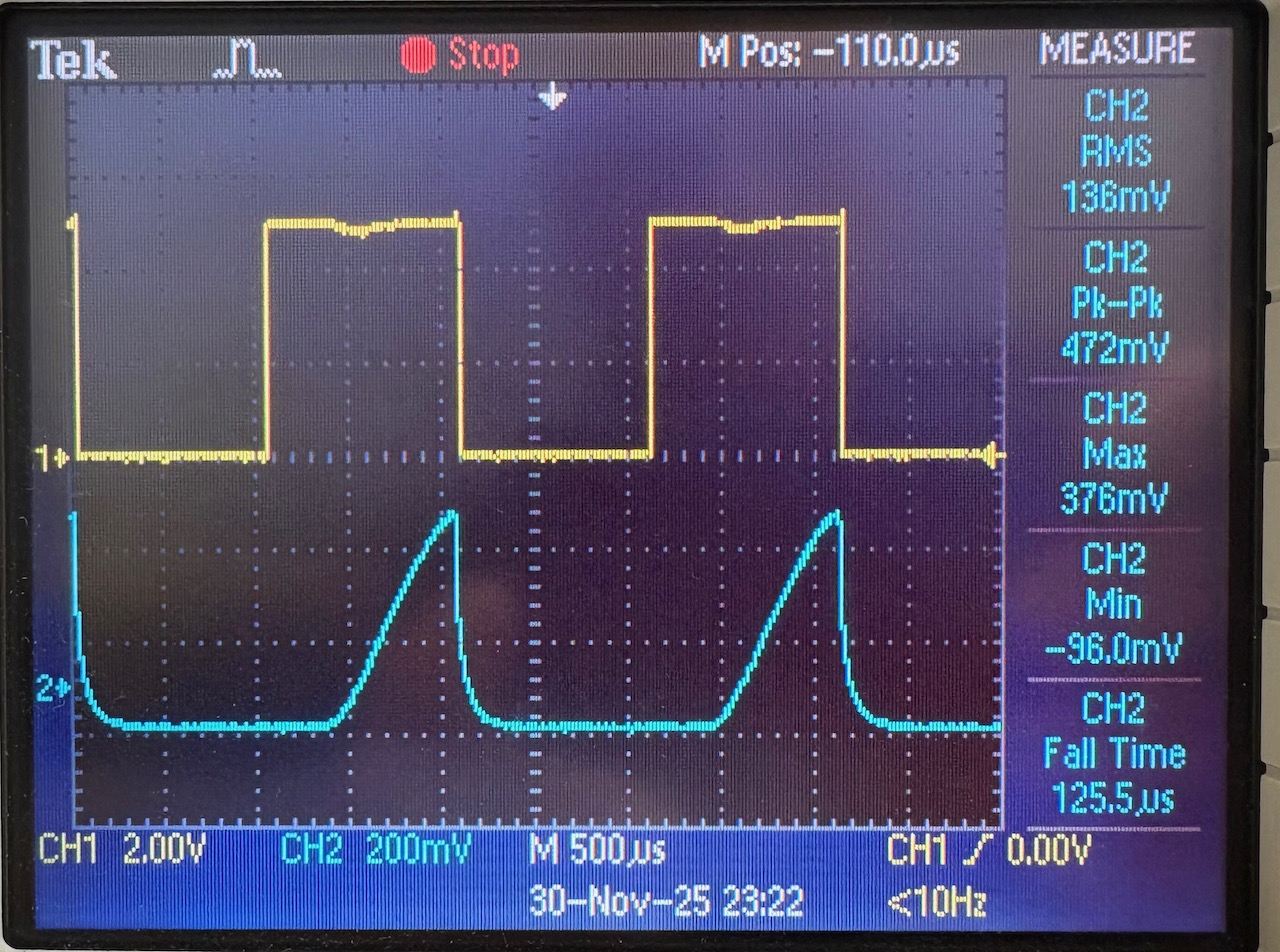 Tek Stop M Pos: -110.0µs MEASURE
CH2
RMS
136mV
CH2
Pk-Pk
472mV
CH2
Max
376mV
CH2
Min
-96.0mV
CH2
Fall Time
125.5µs
1
2
CH1 2.00V CH2 200mV M 500µs CH1 0.00V
30-Nov-25 23:22 <10Hz